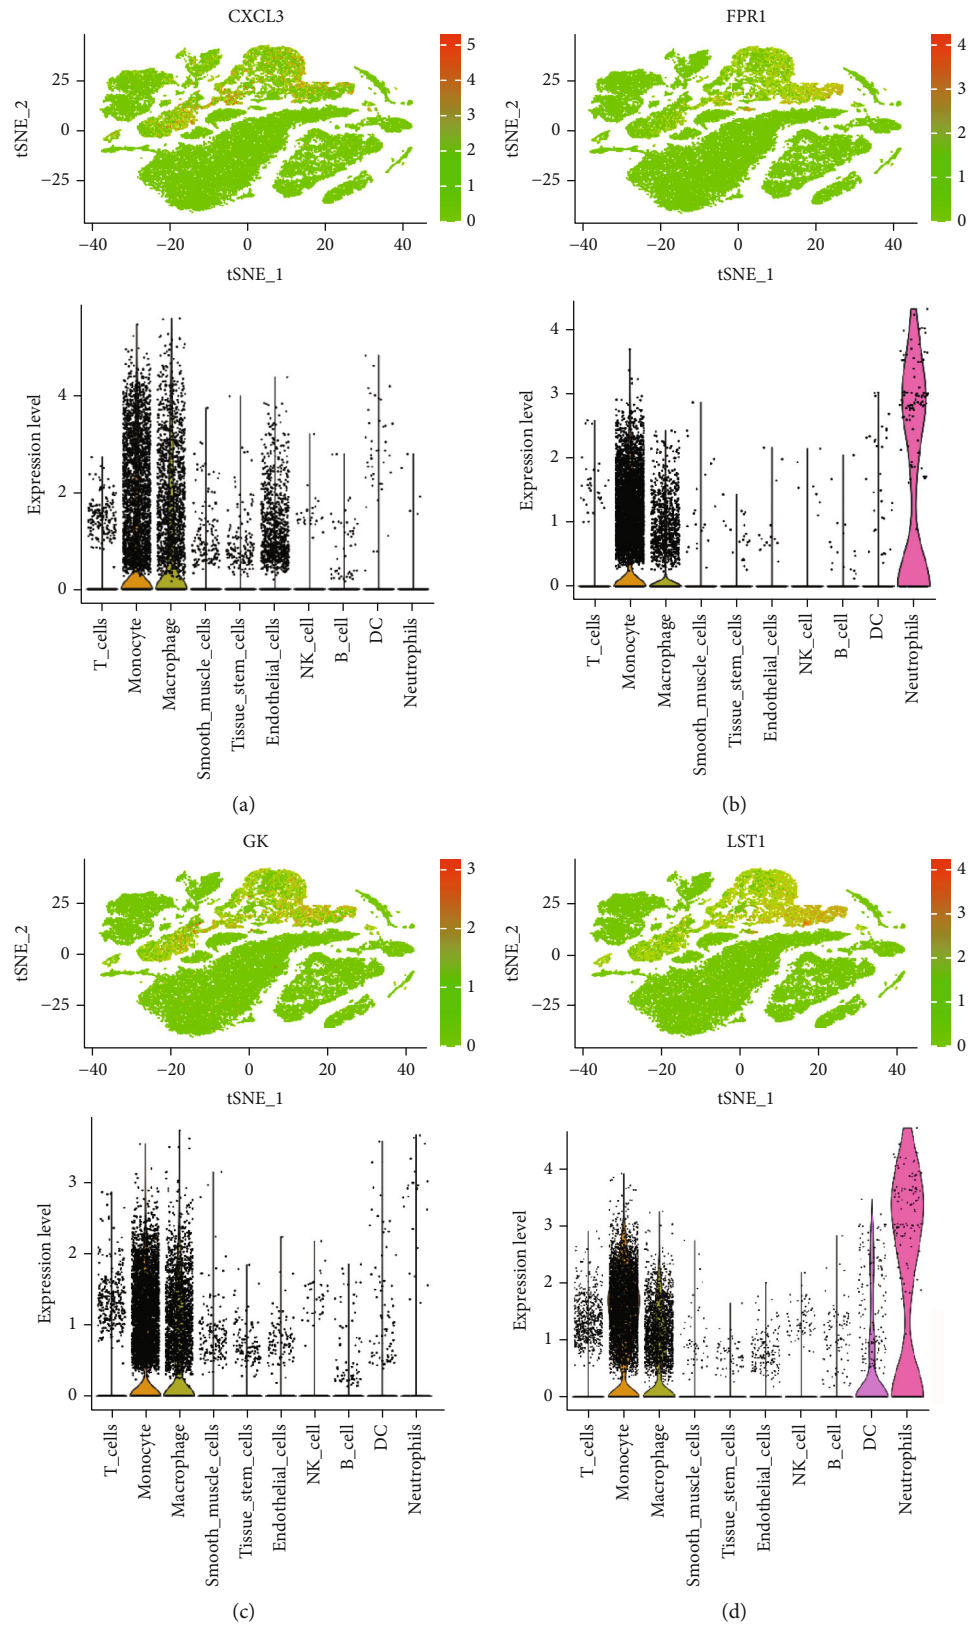 CXCL3
tSNE_2
25
0
−25
−40
−20
0
20
40
tSNE_1
5
4
3
2
1
0
Expression level
4
2
0
T_cells
Monocyte
Macrophage
Smooth_muscle_cells
Tissue_stem_cells
Endothelial_cells
NK_cell
B_cell
DC
Neutrophils
(a)
FPR1
tSNE_2
25
0
−25
−40
−20
0
20
40
tSNE_1
4
3
2
1
0
Expression level
4
3
2
1
0
T_cells
Monocyte
Macrophage
Smooth_muscle_cells
Tissue_stem_cells
Endothelial_cells
NK_cell
B_cell
DC
Neutrophils
(b)
GK
tSNE_2
25
0
−25
−40
−20
0
20
40
tSNE_1
3
2
1
0
Expression level
3
2
1
0
T_cells
Monocyte
Macrophage
Smooth_muscle_cells
Tissue_stem_cells
Endothelial_cells
NK_cell
B_cell
DC
Neutrophils
(c)
LST1
tSNE_2
25
0
−25
−40
−20
0
20
40
tSNE_1
4
3
2
1
0
Expression level
4
3
2
1
0
T_cells
Monocyte
Macrophage
Smooth_muscle_cells
Tissue_stem_cells
Endothelial_cells
NK_cell
B_cell
DC
Neutrophils
(d)